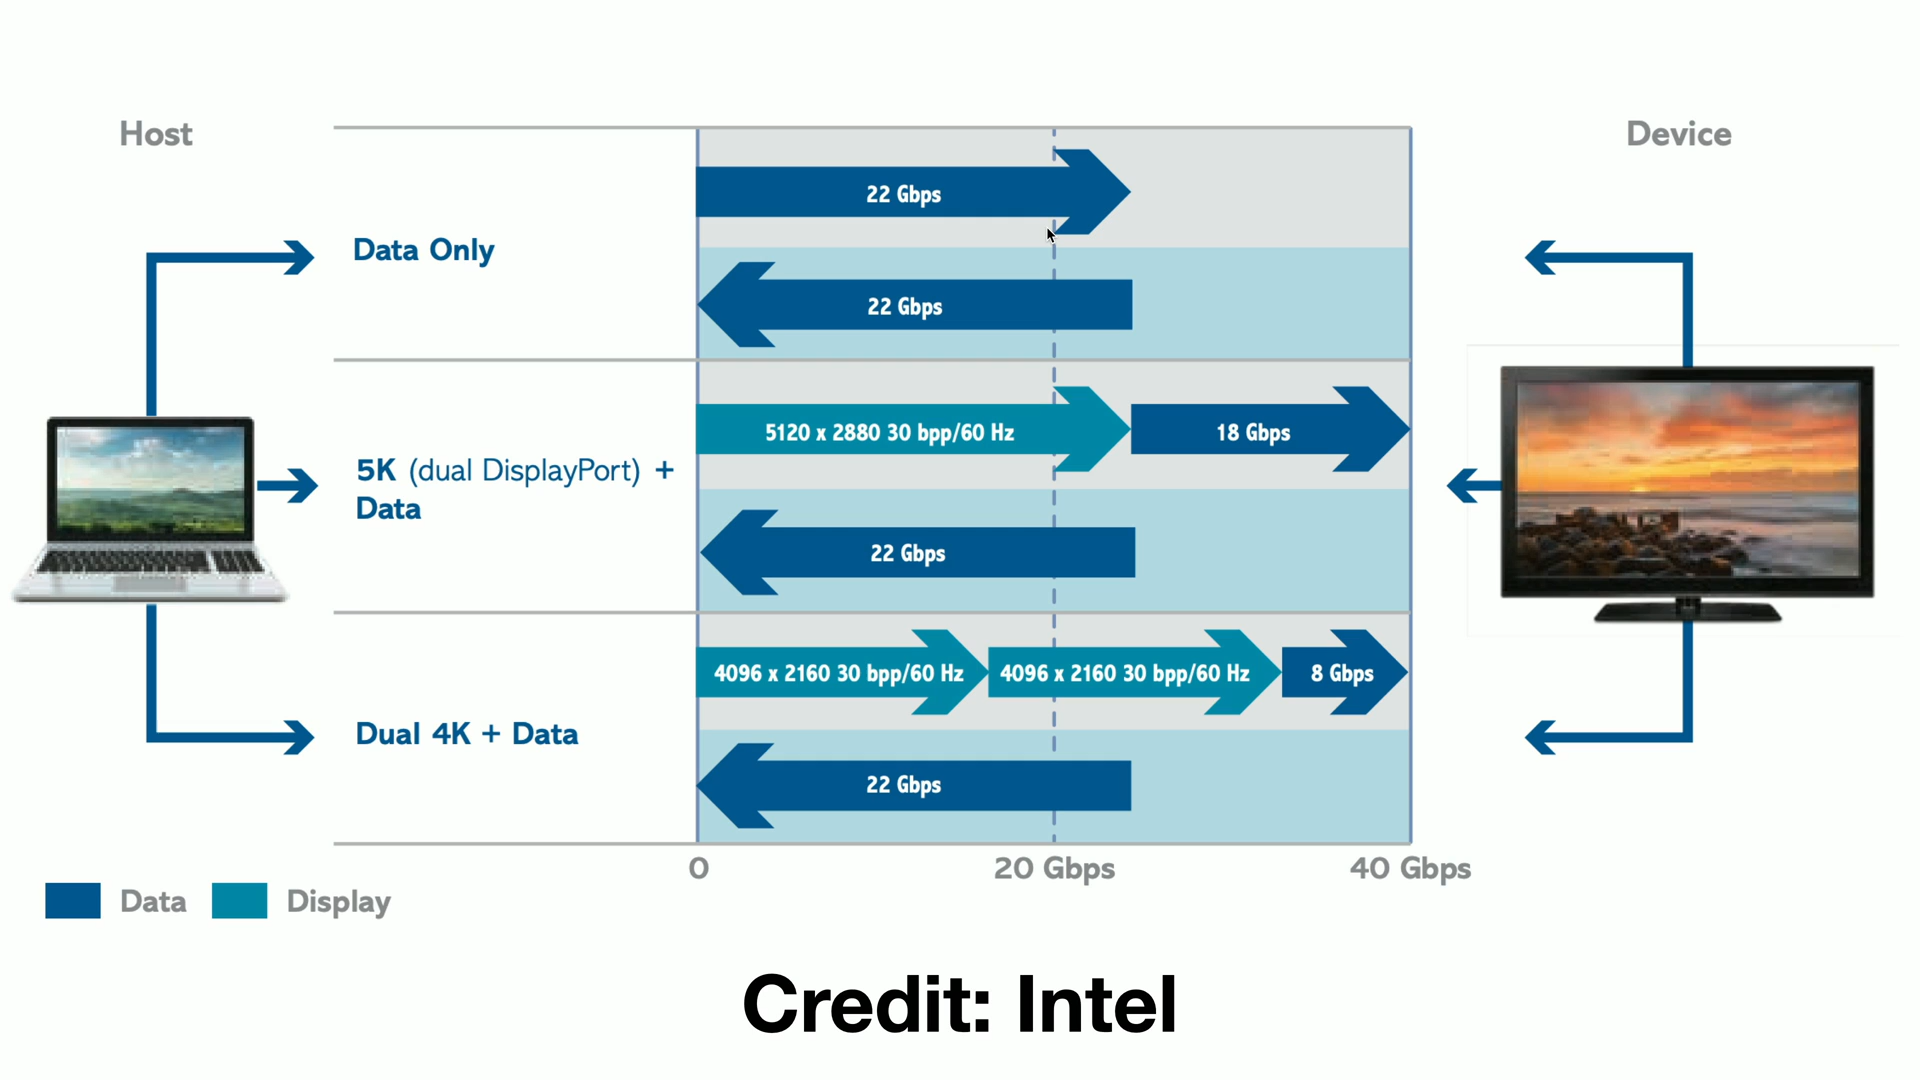 Host
Device
22 Gbps
Data Only
22 Gbps
5120 x 2880 30 bpp/60 Hz
18 Gbps
5K (dual DisplayPort) +
Data
22 Gbps
4096 x 2160 30 bpp/60 Hz
4096 x 2160 30 bpp/60 Hz
8 Gbps
Dual 4K + Data
22 Gbps
0
20 Gbps
40 Gbps
Data
Display
Credit: Intel